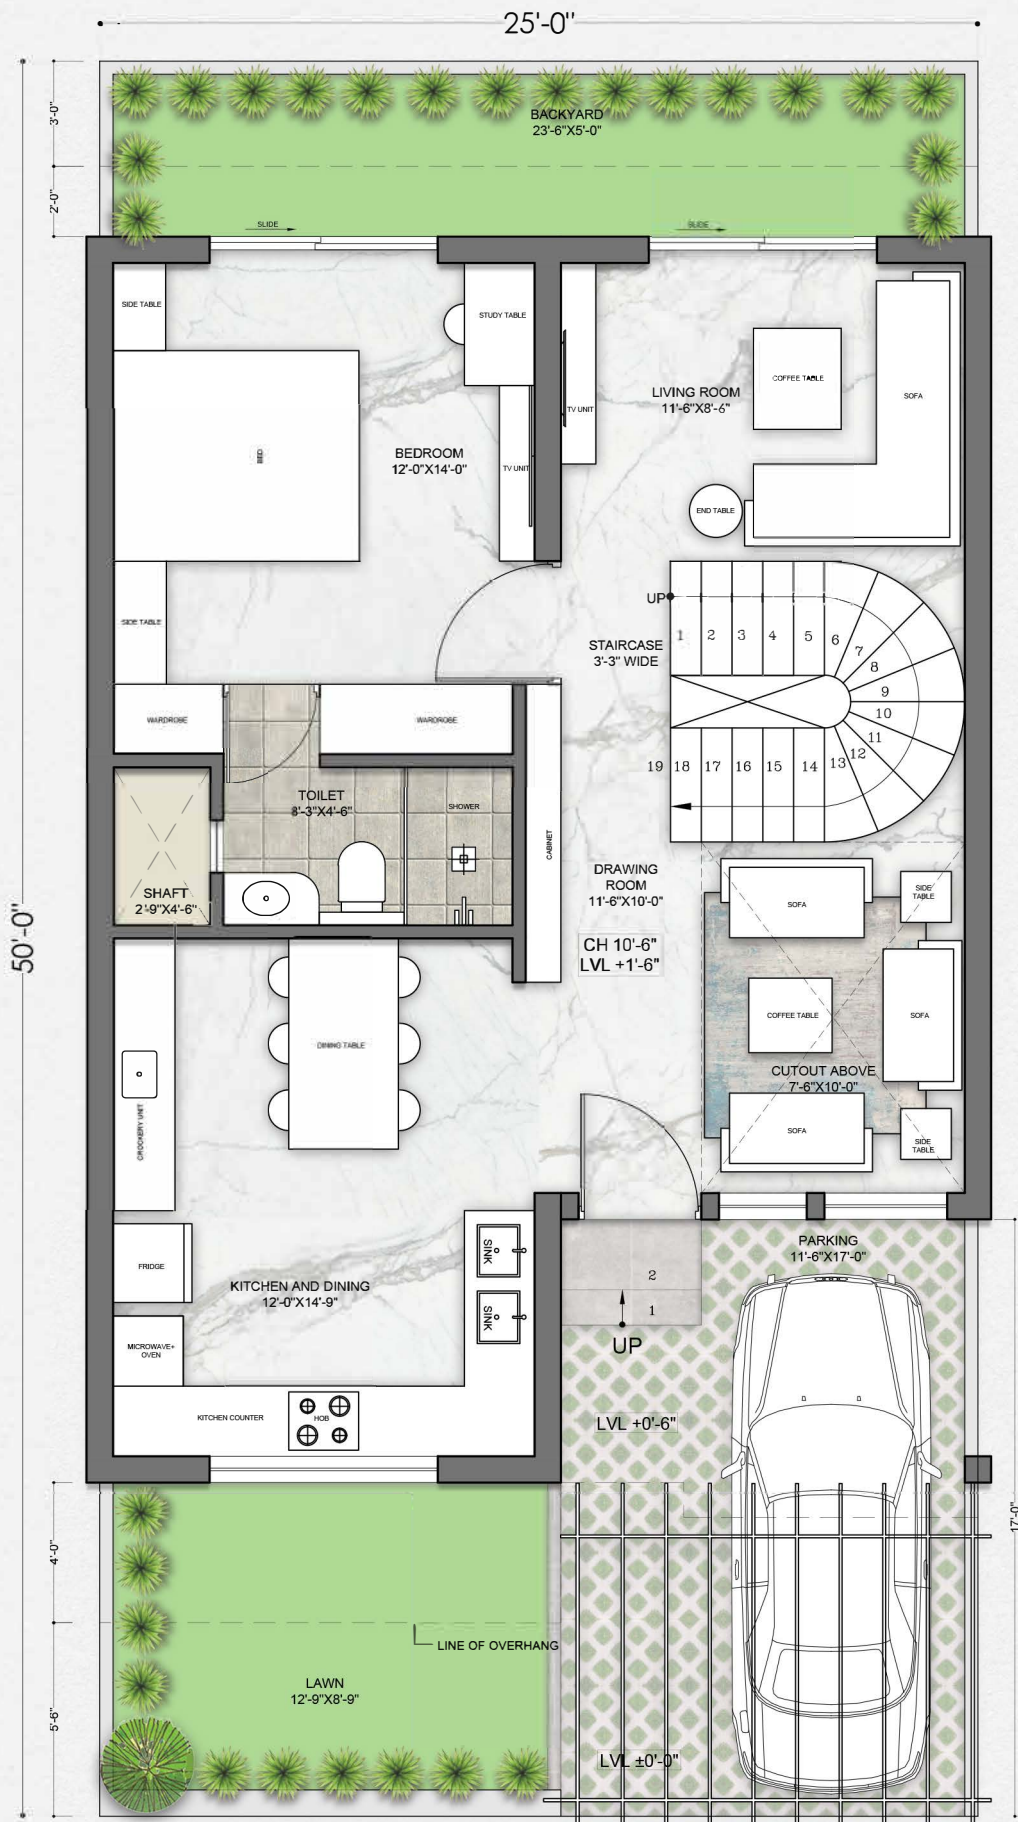 25'-0"
3'-0"
BACKYARD
23'-6"X5'-0"
2'-0"
SLIDE
SLIDE
SIDE TABLE
STUDY TABLE
COFFEE TABLE
LIVING ROOM
11'-6"X8'-6"
SOFA
TV UNIT
BED
BEDROOM
12'-0"X14'-0"
TV UNIT
END TABLE
UP
SIDE TABLE
STAIRCASE
3'-3" WIDE
1 2 3 4 5 6 7 8 9 10 11 12 13 14 15 16 17 18 19
WARDROBE
WARDROBE
TOILET
8'-3"X4'-6"
SHOWER
CABINET
SHAFT
2'-9"X4'-6"
50'-0"
DRAWING
ROOM
11'-6"X10'-0"
SOFA
SIDE
TABLE
CH 10'-6"
LVL +1'-6"
COFFEE TABLE
SOFA
DINING TABLE
CUTOUT ABOVE
7'-6"X10'-0"
CROCKERY UNIT
SOFA
SIDE
TABLE
FRIDGE
SINK
PARKING
11'-6"X17'-0"
2
KITCHEN AND DINING
12'-0"X14'-9"
SINK
1
UP
MICROWAVE+
OVEN
KITCHEN COUNTER
HOB
LVL +0'-6"
17'-0"
4'-0"
LINE OF OVERHANG
LAWN
12'-9"X8'-9"
5'-6"
LVL ±0'-0"